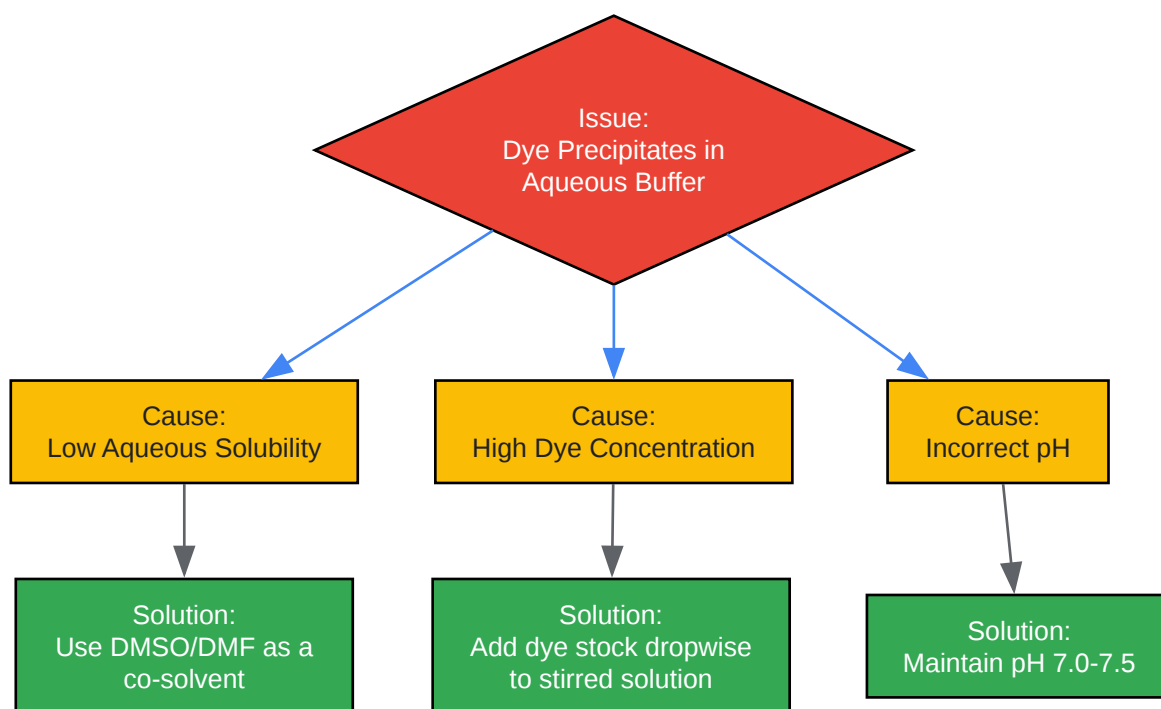 Issue:
Dye Precipitates in
Aqueous Buffer
Cause:
Low Aqueous Solubility
Cause:
High Dye Concentration
Cause:
Incorrect pH
Solution:
Use DMSO/DMF as a
co-solvent
Solution:
Add dye stock dropwise
to stirred solution
Solution:
Maintain pH 7.0-7.5